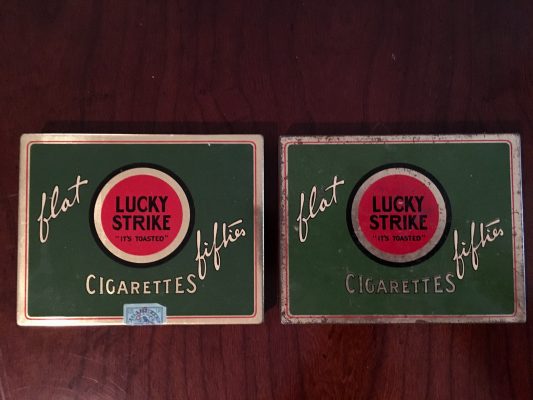 flat
LUCKY
STRIKE
"IT'S TOASTED"
fifties
CIGARETTES
flat
LUCKY
STRIKE
"IT'S TOASTED"
fifties
CIGARETTES